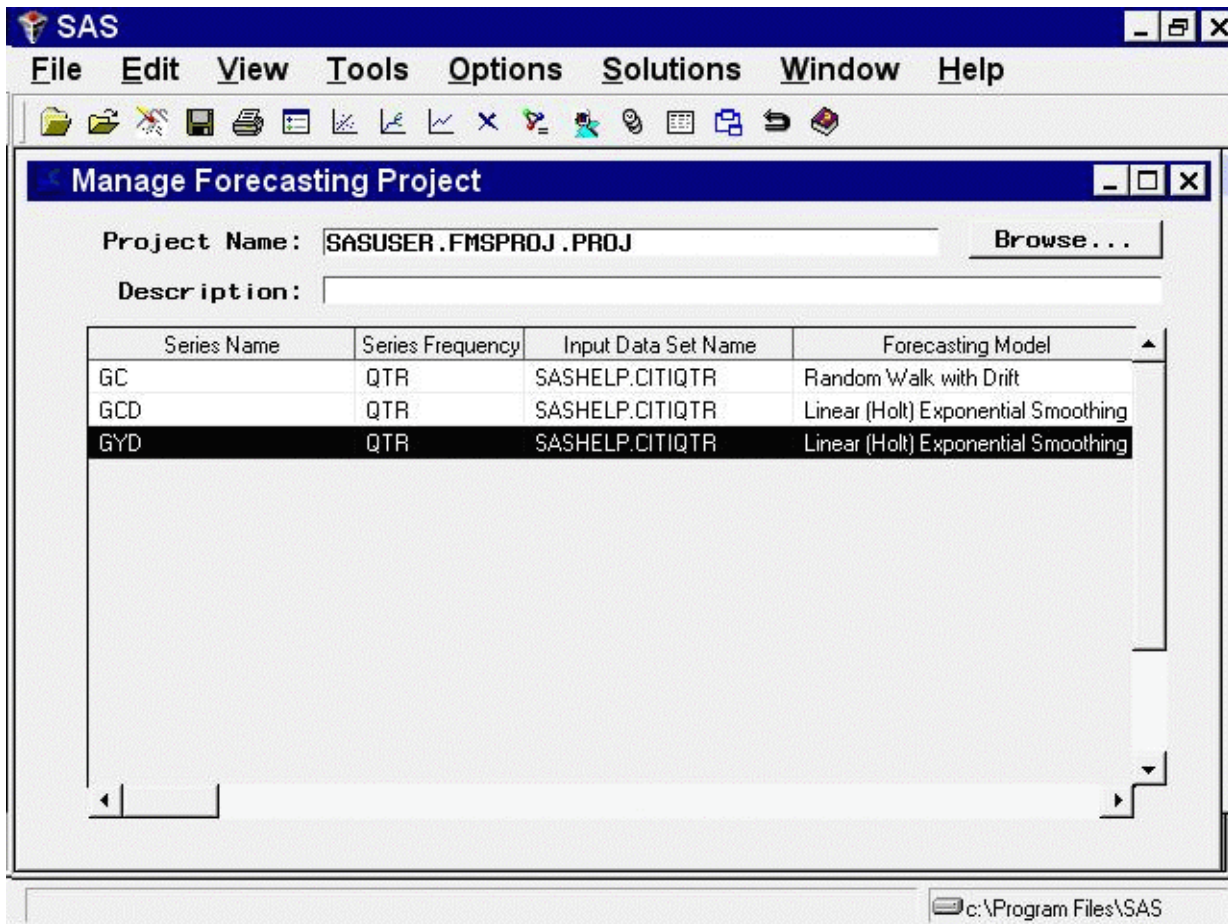 SAS
File Edit View Tools Options Solutions Window Help
Manage Forecasting Project
Project Name: SASUSER.FMSPROJ.PROJ Browse...
Description:
Series Name Series Frequency Input Data Set Name Forecasting Model
GC QTR SASHELP.CITIQTR Random Walk with Drift
GCD QTR SASHELP.CITIQTR Linear (Holt) Exponential Smoothing
GYD QTR SASHELP.CITIQTR Linear (Holt) Exponential Smoothing
c:\Program Files\SAS